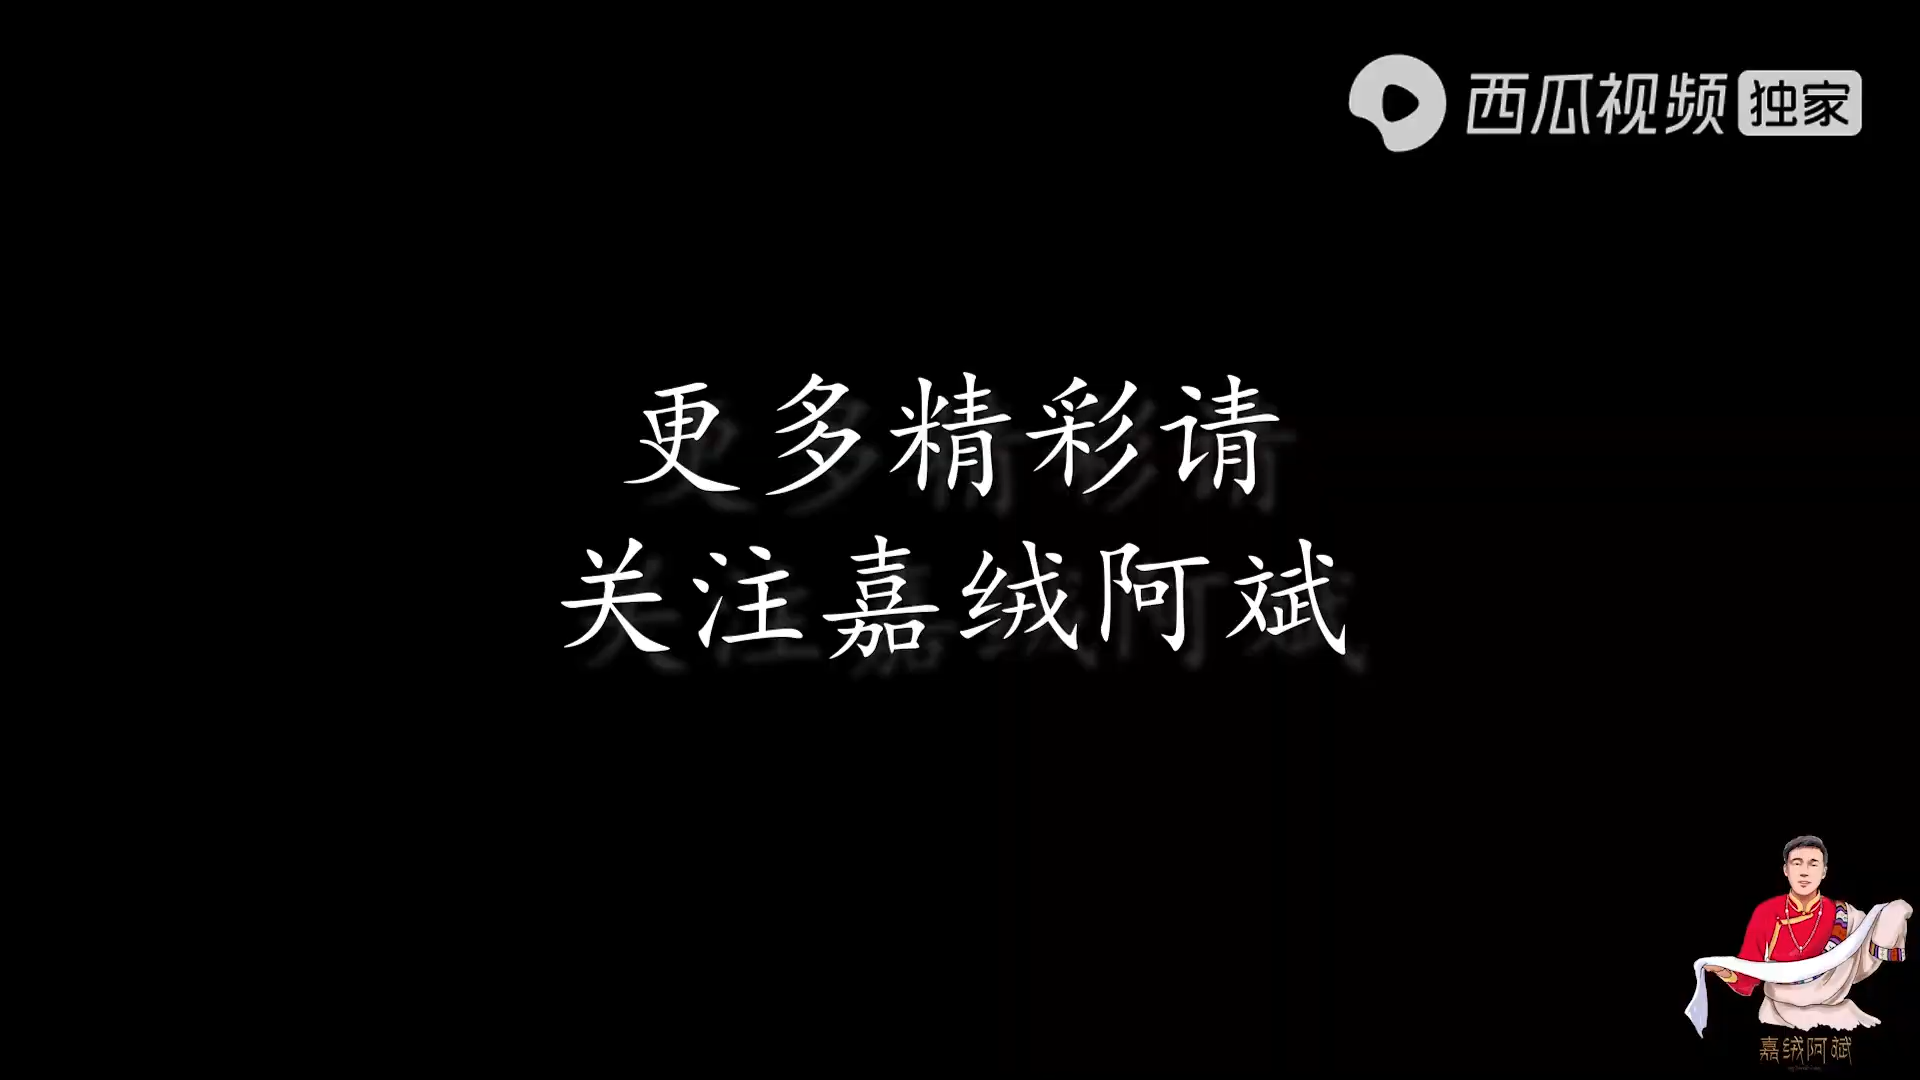 西瓜视频 独家
更多精彩请
关注嘉绒阿斌
嘉绒阿斌